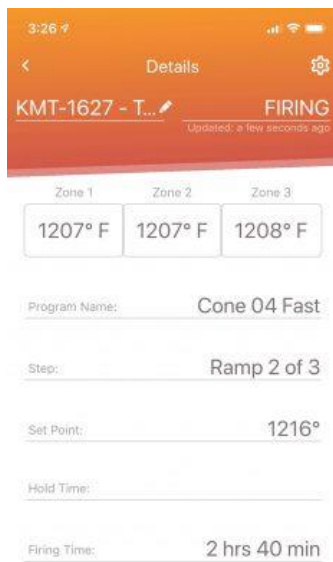 3:26
Details
KMT-1627 - T... FIRING
Updated: a few seconds ago
Zone 1 Zone 2 Zone 3
1207° F 1207° F 1208° F
Program Name: Cone 04 Fast
Step: Ramp 2 of 3
Set Point: 1216°
Hold Time:
Firing Time: 2 hrs 40 min